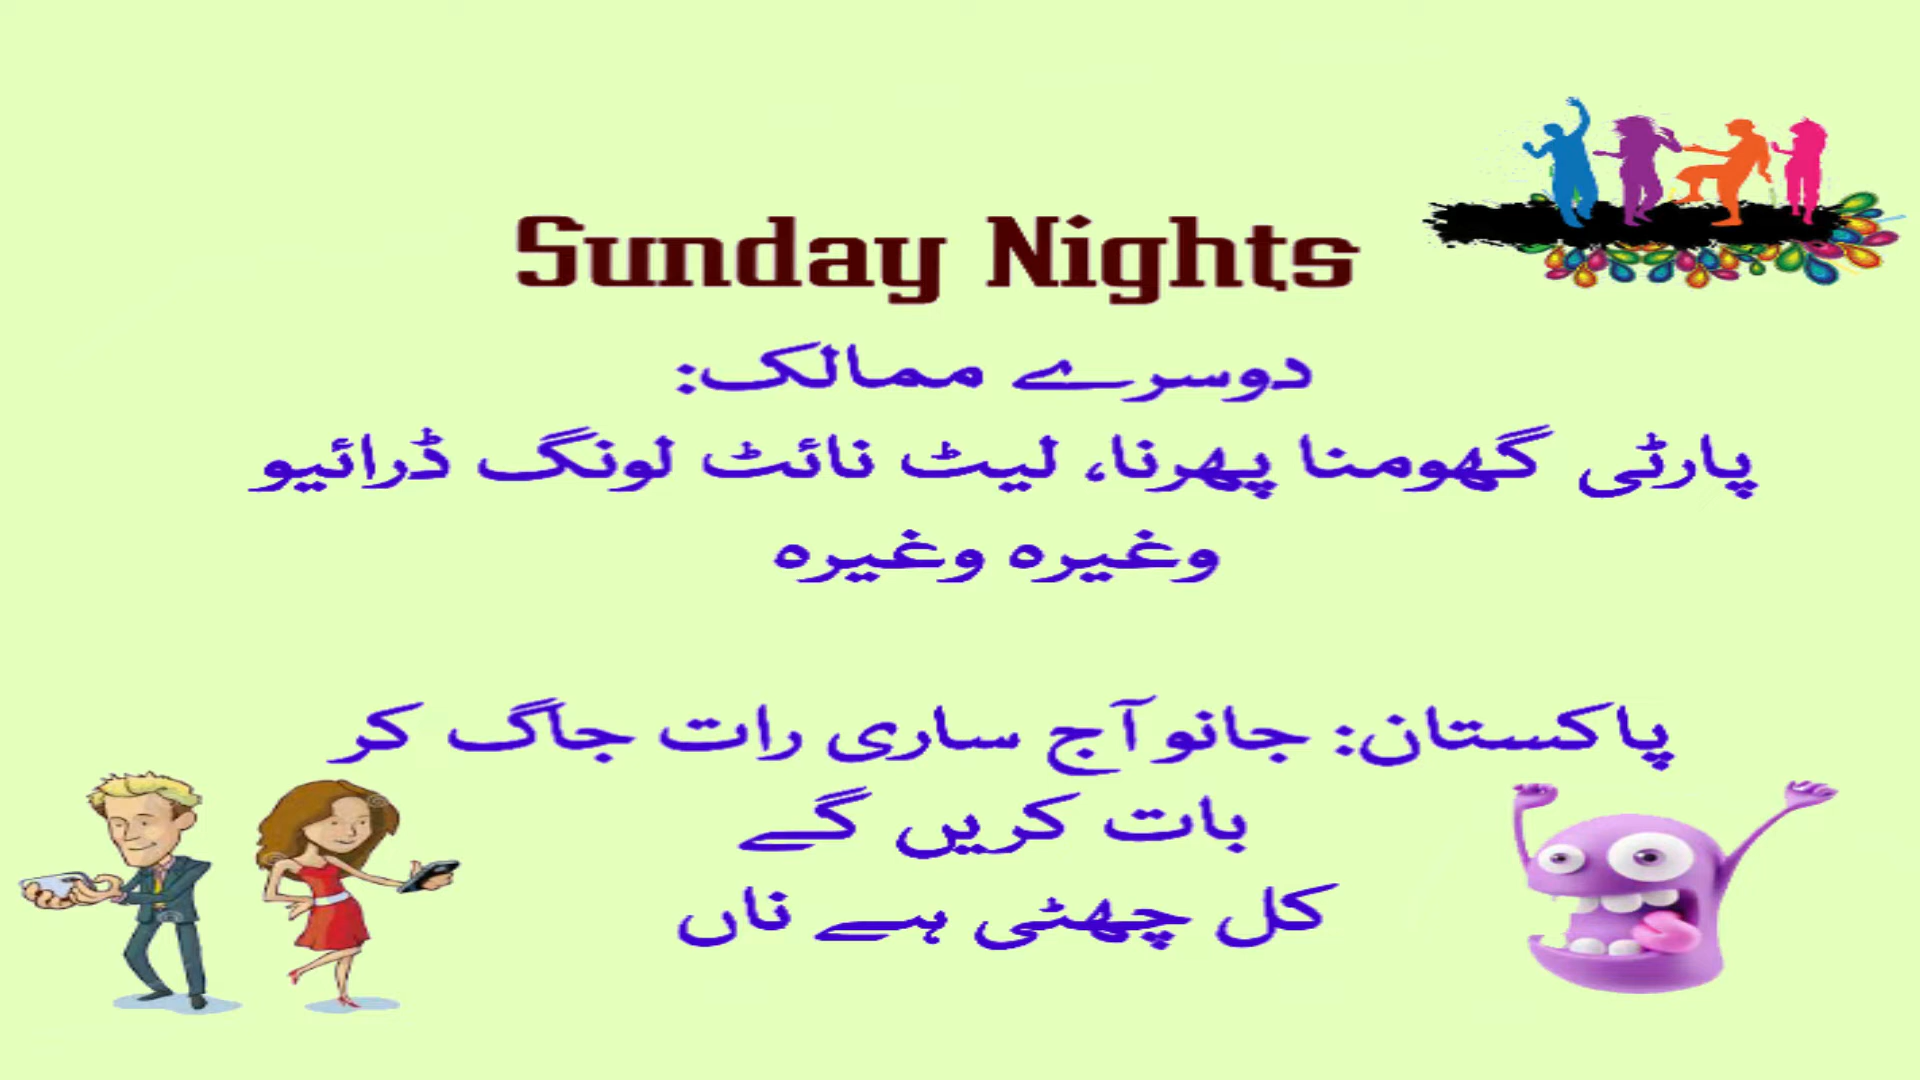 Sunday Nights
دوسرے ممالک:
پارٹی گھومنا پھرنا، لیٹ نائٹ لونگ ڈرائیو
وغیرہ وغیرہ
پاکستان: جانو آج ساری رات جاگ کر
بات کریں گے
کل چھٹی ہے ناں